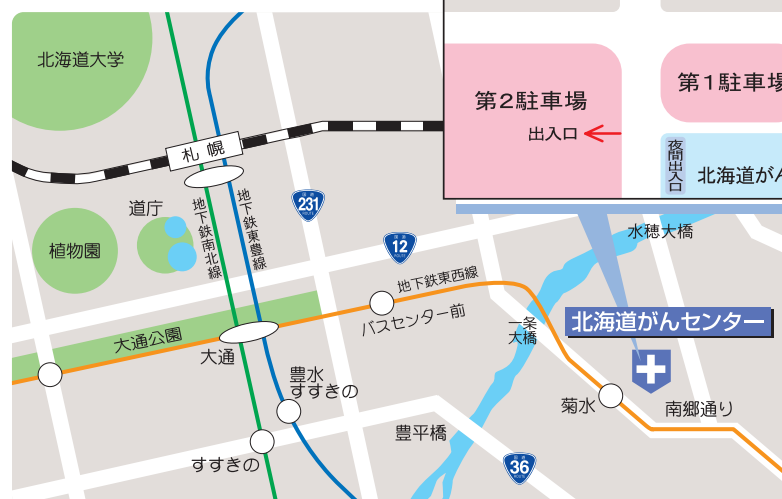 北海道大学
札幌
道庁
植物園
地下鉄南北線
地下鉄東豊線
231
ROUTE
12
ROUTE
地下鉄東西線
バスセンター前
大通公園
大通
豊水
すすきの
すすきの
豊平橋
36
ROUTE
一条
大橋
水穂大橋
北海道がんセンター
菊水
南郷通り
第2駐車場
出入口
第1駐車場
夜間出入口
北海道がん